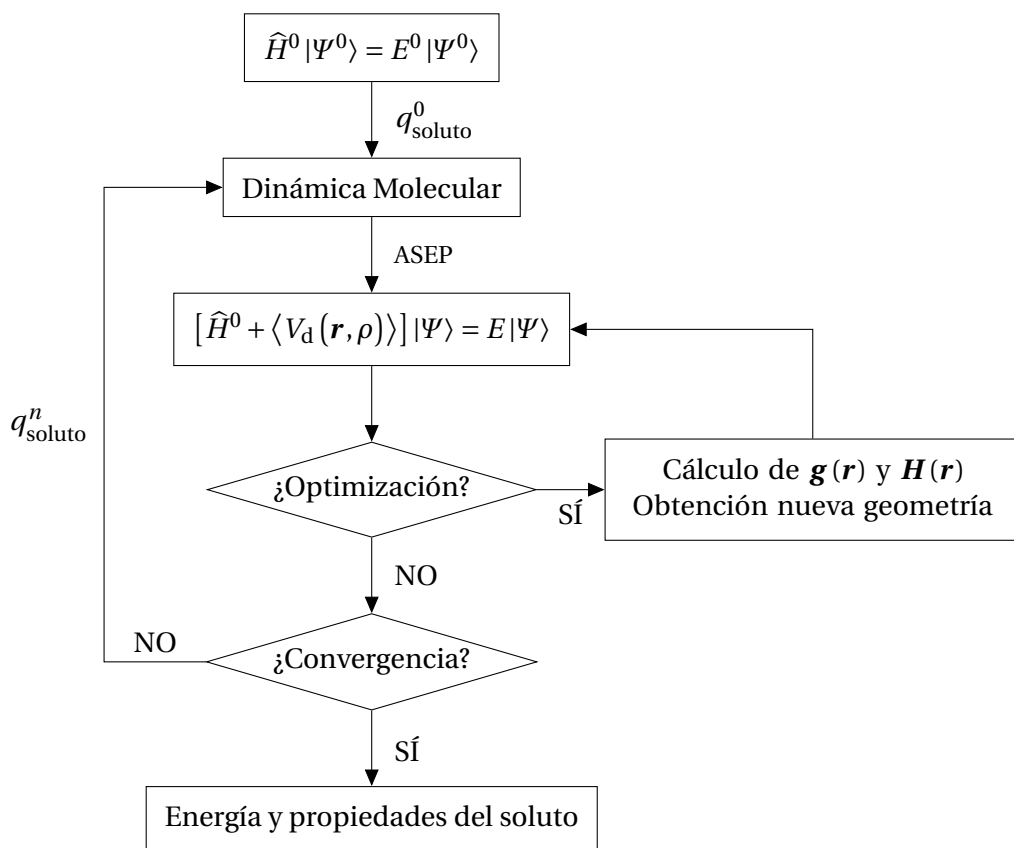 Ĥ⁰ |Ψ⁰⟩ = E⁰ |Ψ⁰⟩
q⁰soluto
Dinámica Molecular
ASEP
[Ĥ⁰ + ⟨V_d (r, ρ)⟩] |Ψ⟩ = E |Ψ⟩
qⁿsoluto
¿Optimización?
SÍ
Cálculo de g(r) y H(r)
Obtención nueva geometría
NO
NO
¿Convergencia?
SÍ
Energía y propiedades del soluto